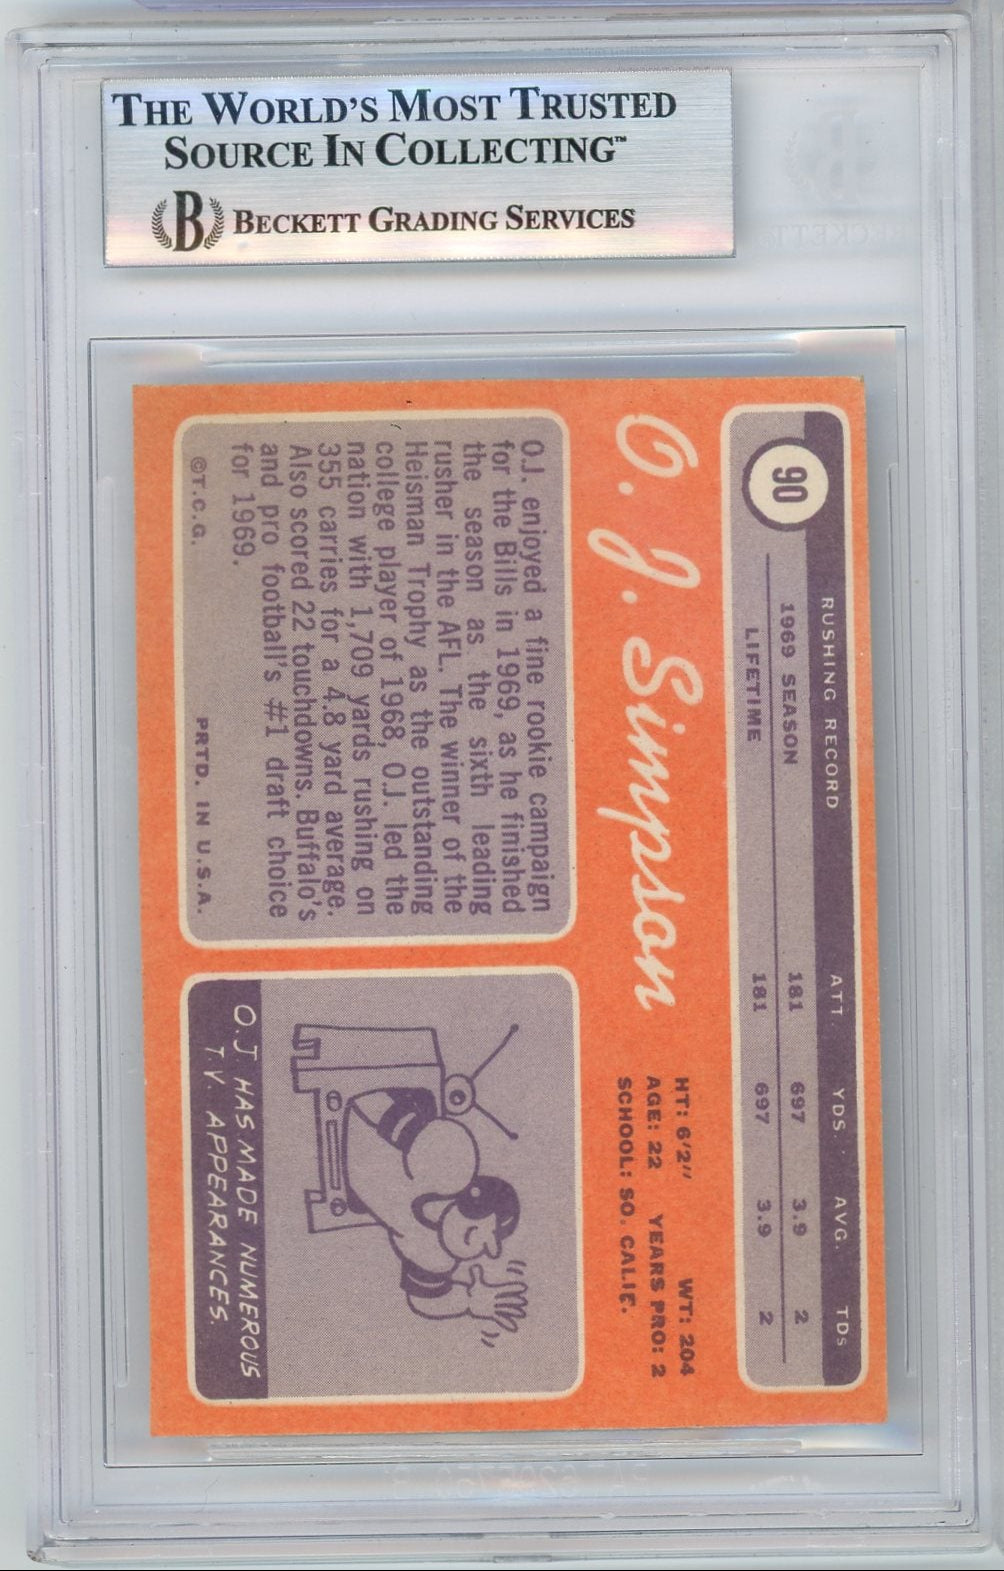 THE WORLD'S MOST TRUSTED
SOURCE IN COLLECTING™
B BECKETT GRADING SERVICES
90
RUSHING RECORD ATT. YDS. AVG. TDs
1969 SEASON 181 697 3.9 2
LIFETIME 181 697 3.9 2
O. J. Simpson
HT: 6'2" WT: 204
AGE: 22 YEARS PRO: 2
SCHOOL: SO. CALIF.
O.J. enjoyed a fine rookie campaign
for the Bills in 1969, as he finished
the season as the sixth leading
rusher in the AFL. The winner of the
Heisman Trophy as the outstanding
college player of 1968, O.J. led the
nation with 1,709 yards rushing on
355 carries for a 4.8 yard average.
Also scored 22 touchdowns. Buffalo's
and pro football's #1 draft choice
for 1969.
©T.C.G. PRTD. IN U.S.A.
O.J HAS MADE NUMEROUS
T.V. APPEARANCES.